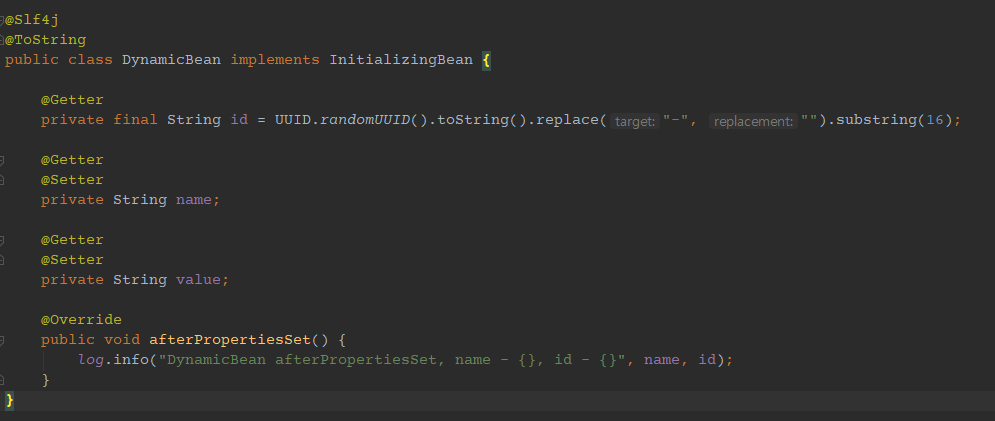 @Slf4j
@ToString
public class DynamicBean implements InitializingBean {
@Getter
private final String id = UUID.randomUUID().toString().replace( target: "-", replacement: "").substring(16);
@Getter
@Setter
private String name;
@Getter
@Setter
private String value;
@Override
public void afterPropertiesSet() {
log.info("DynamicBean afterPropertiesSet, name - {}, id - {}", name, id);
}
}